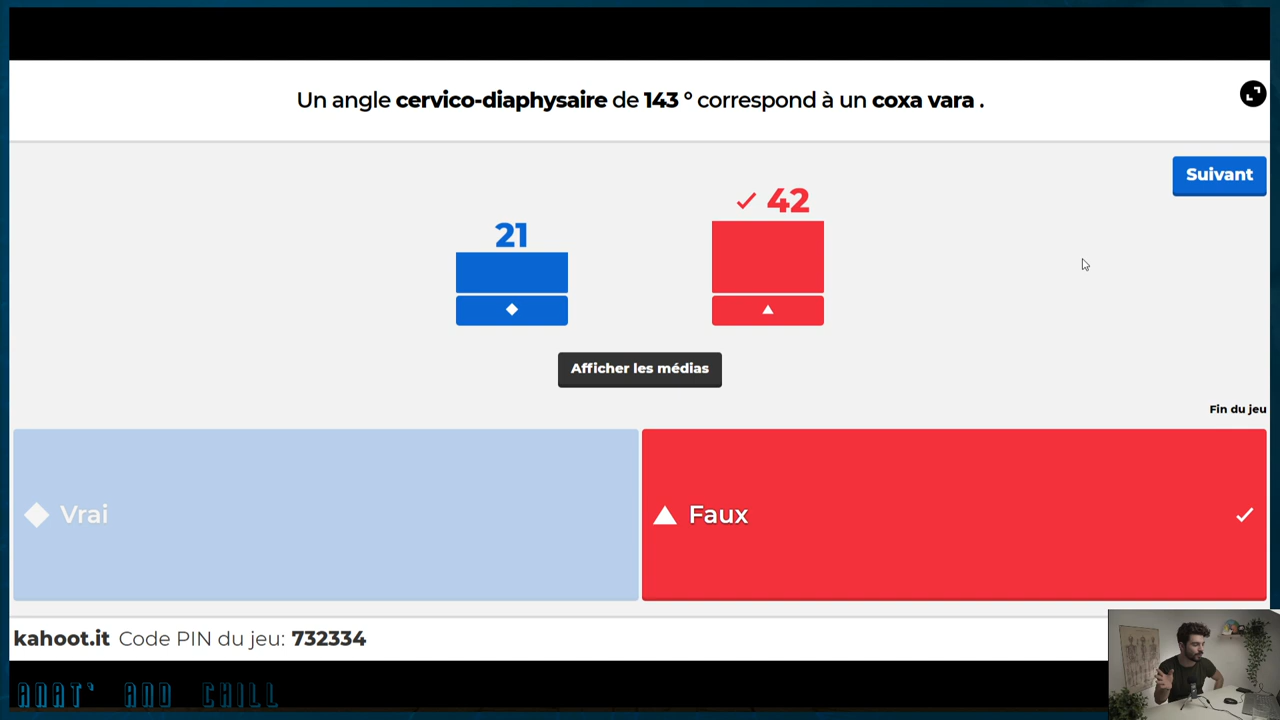 Un angle cervico-diaphysaire de 143 ° correspond à un coxa vara .
Suivant
21
42
Afficher les médias
Fin du jeu
Vrai
Faux
kahoot.it Code PIN du jeu: 732334
ANAT' AND CHILL